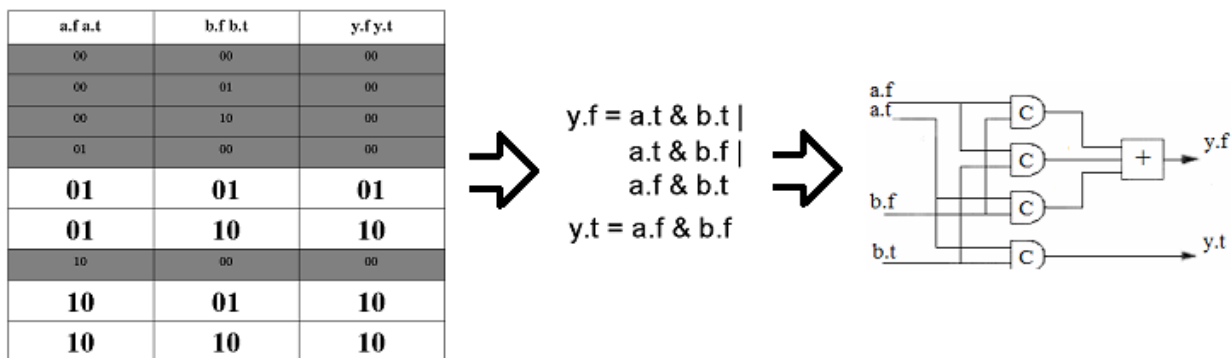 a.f a.t b.f b.t y.f y.t
00 00 00
00 01 00
00 10 00
01 00 00
01 01 01
01 10 10
10 00 00
10 01 10
10 10 10
y.f = a.t & b.t |
a.t & b.f |
a.f & b.t
y.t = a.f & b.f
a.f
a.t
b.f
b.t
C
C
C
C
+
y.f
y.t